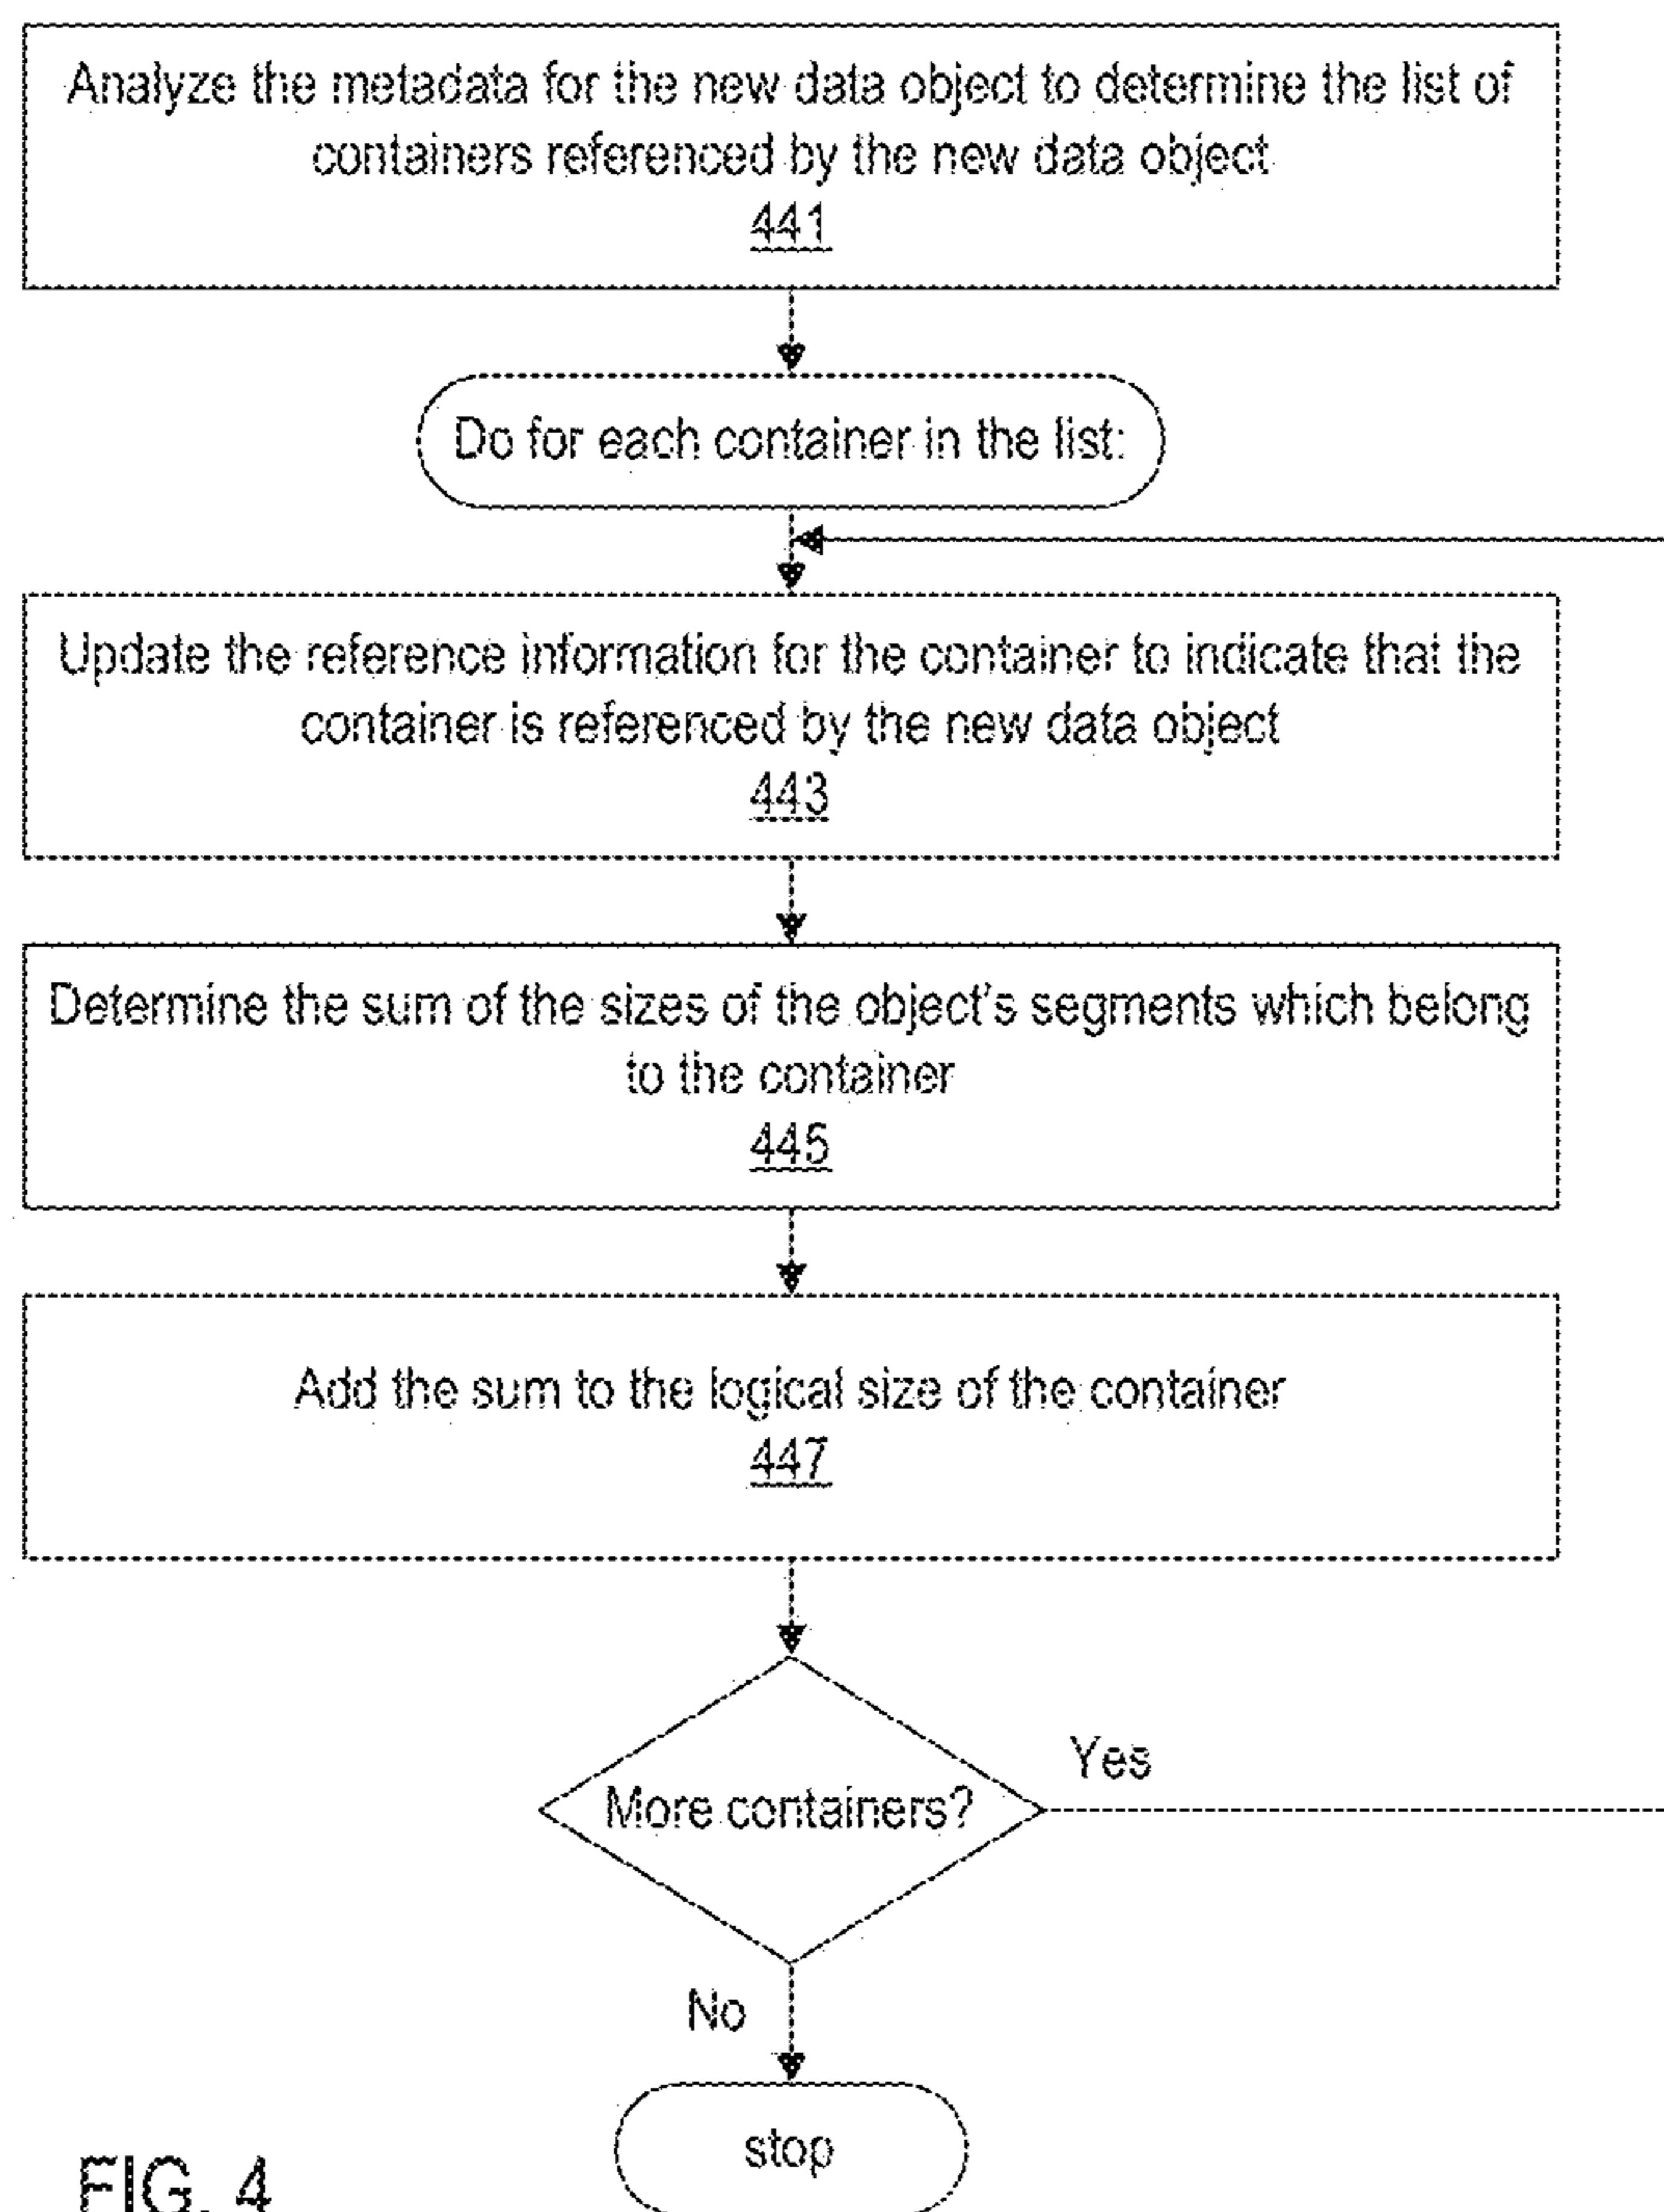 Analyze the metadata for the new data object to determine the list of
containers referenced by the new data object
441
Do for each container in the list:
Update the reference information for the container to indicate that the
container is referenced by the new data object
443
Determine the sum of the sizes of the object's segments which belong
to the container
445
Add the sum to the logical size of the container
447
Yes
More containers?
No
stop
FIG. 4